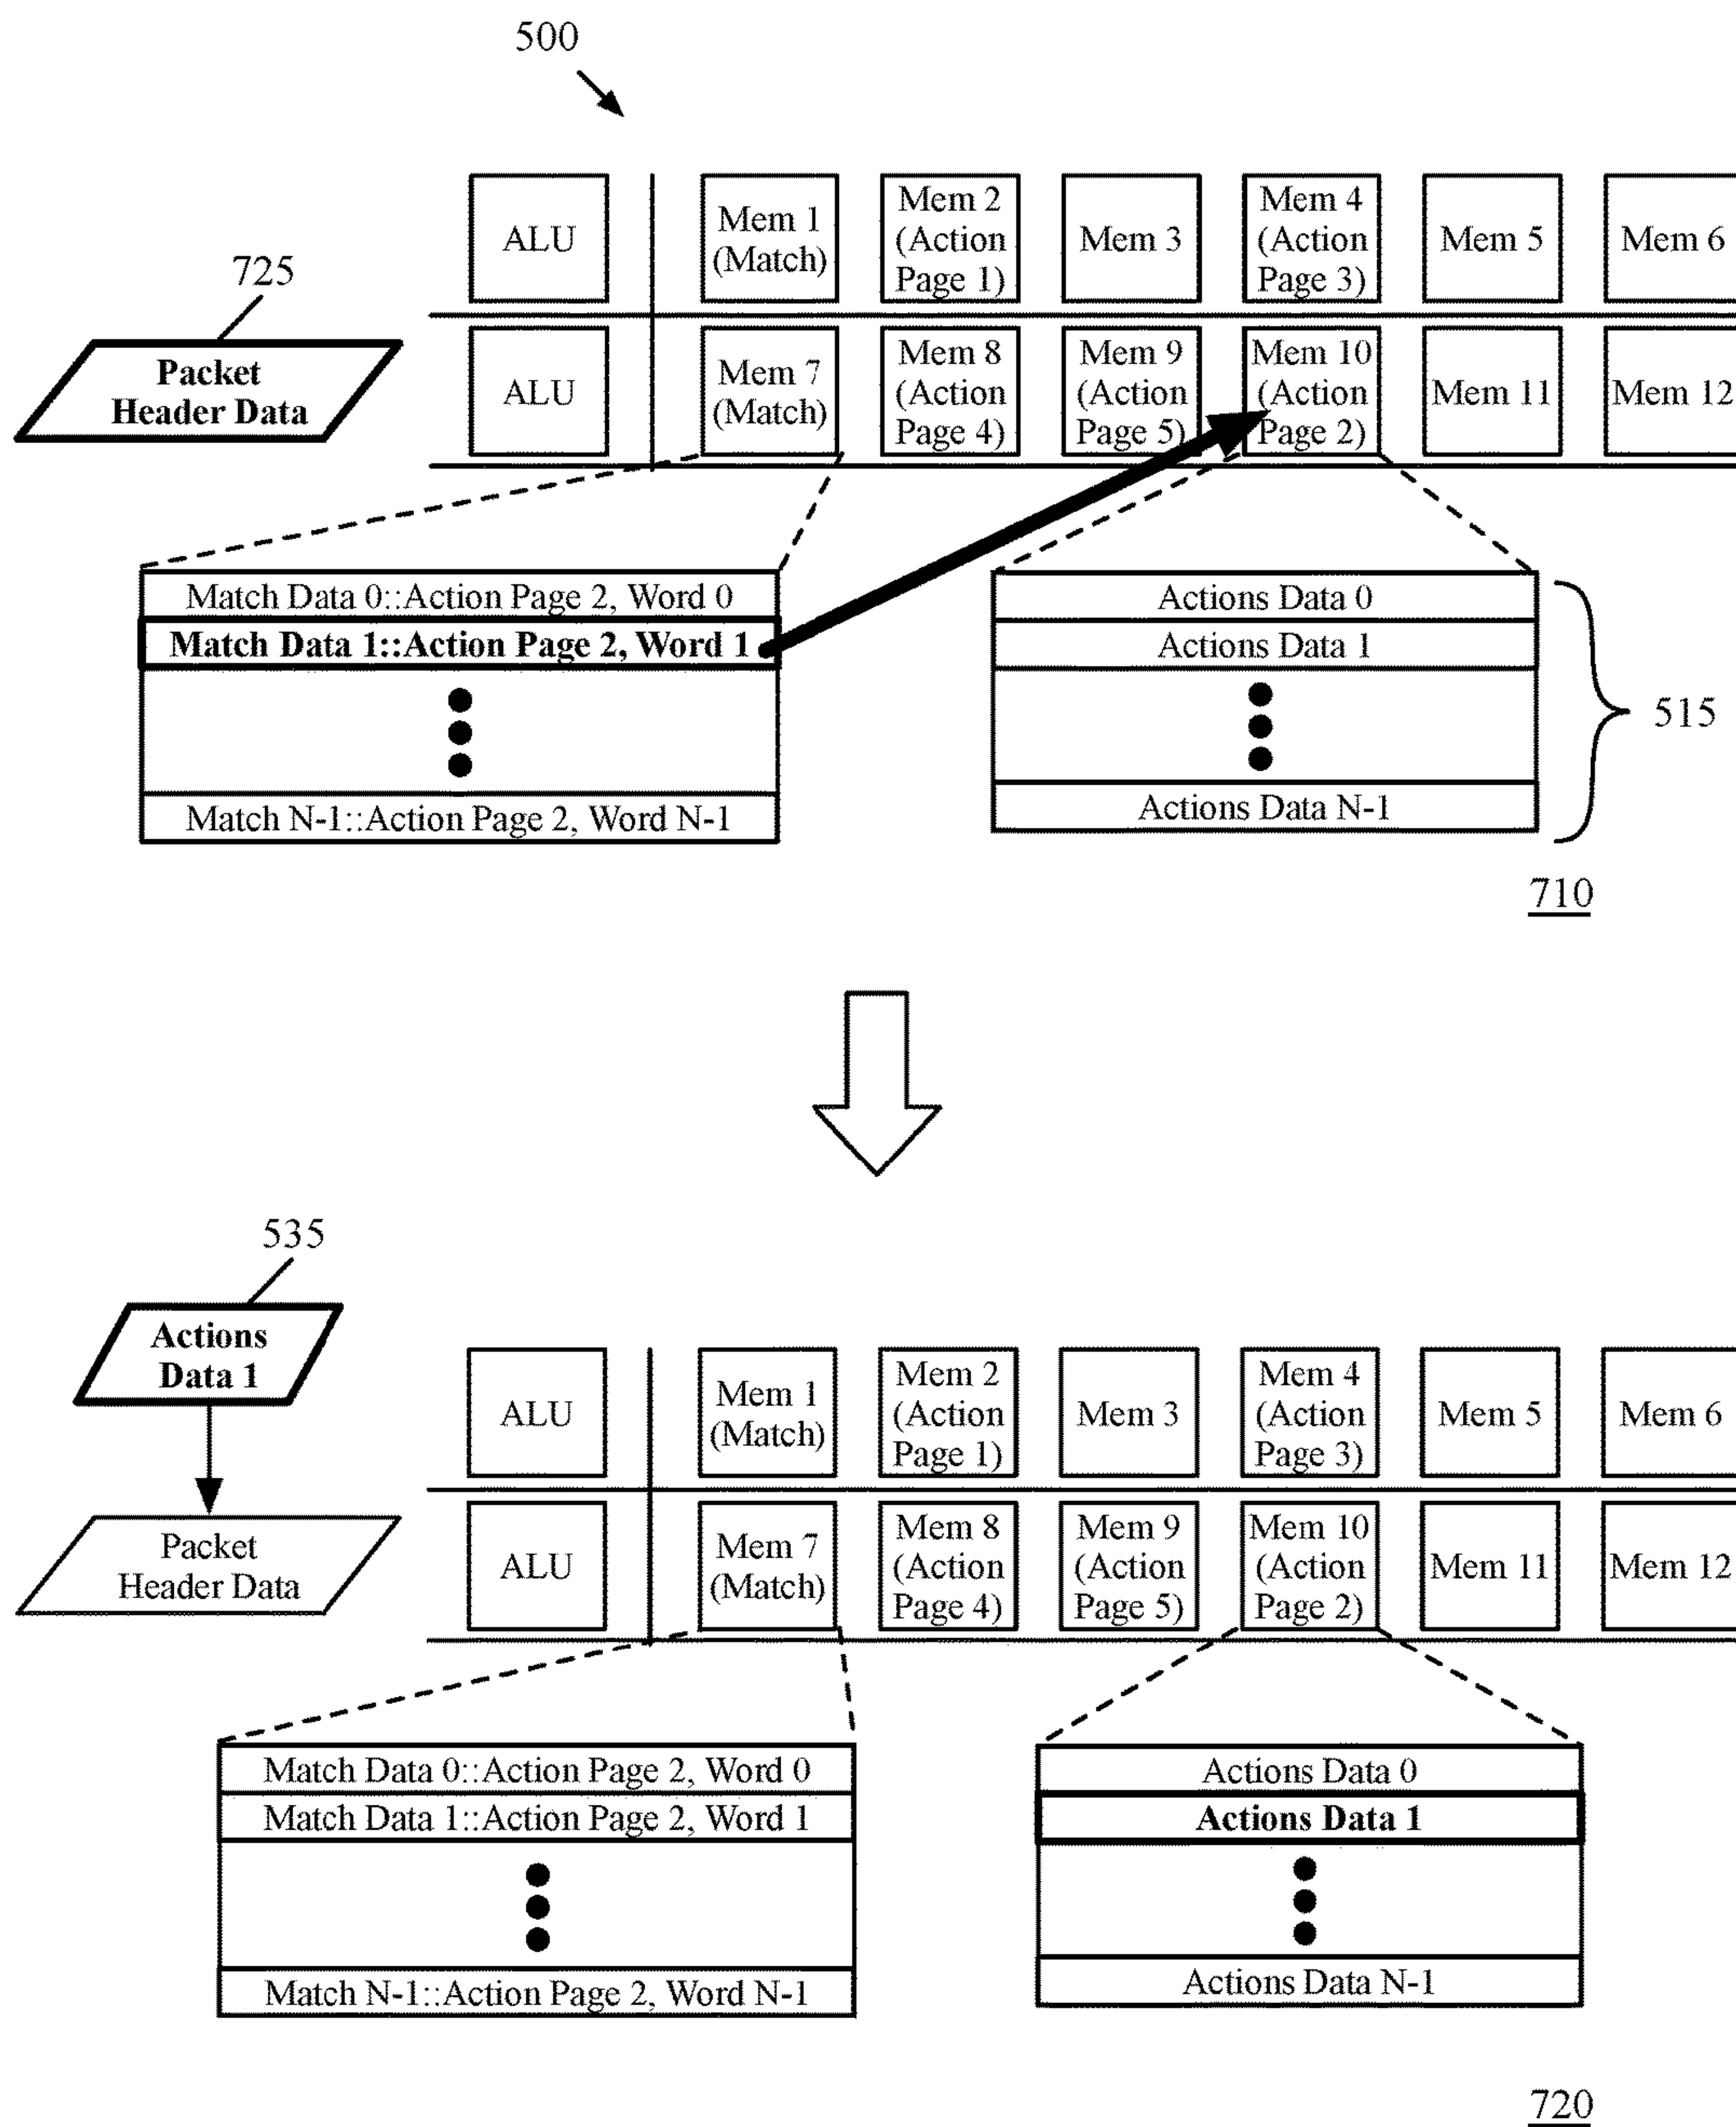 500
725
Packet
Header Data
ALU
Mem 1
(Match)
Mem 2
(Action
Page 1)
Mem 3
Mem 4
(Action
Page 3)
Mem 5
Mem 6
ALU
Mem 7
(Match)
Mem 8
(Action
Page 4)
Mem 9
(Action
Page 5)
Mem 10
(Action
Page 2)
Mem 11
Mem 12
Match Data 0::Action Page 2, Word 0
Match Data 1::Action Page 2, Word 1
Match N-1::Action Page 2, Word N-1
Actions Data 0
Actions Data 1
Actions Data N-1
515
710
535
Actions
Data 1
Packet
Header Data
ALU
Mem 1
(Match)
Mem 2
(Action
Page 1)
Mem 3
Mem 4
(Action
Page 3)
Mem 5
Mem 6
ALU
Mem 7
(Match)
Mem 8
(Action
Page 4)
Mem 9
(Action
Page 5)
Mem 10
(Action
Page 2)
Mem 11
Mem 12
Match Data 0::Action Page 2, Word 0
Match Data 1::Action Page 2, Word 1
Match N-1::Action Page 2, Word N-1
Actions Data 0
Actions Data 1
Actions Data N-1
720